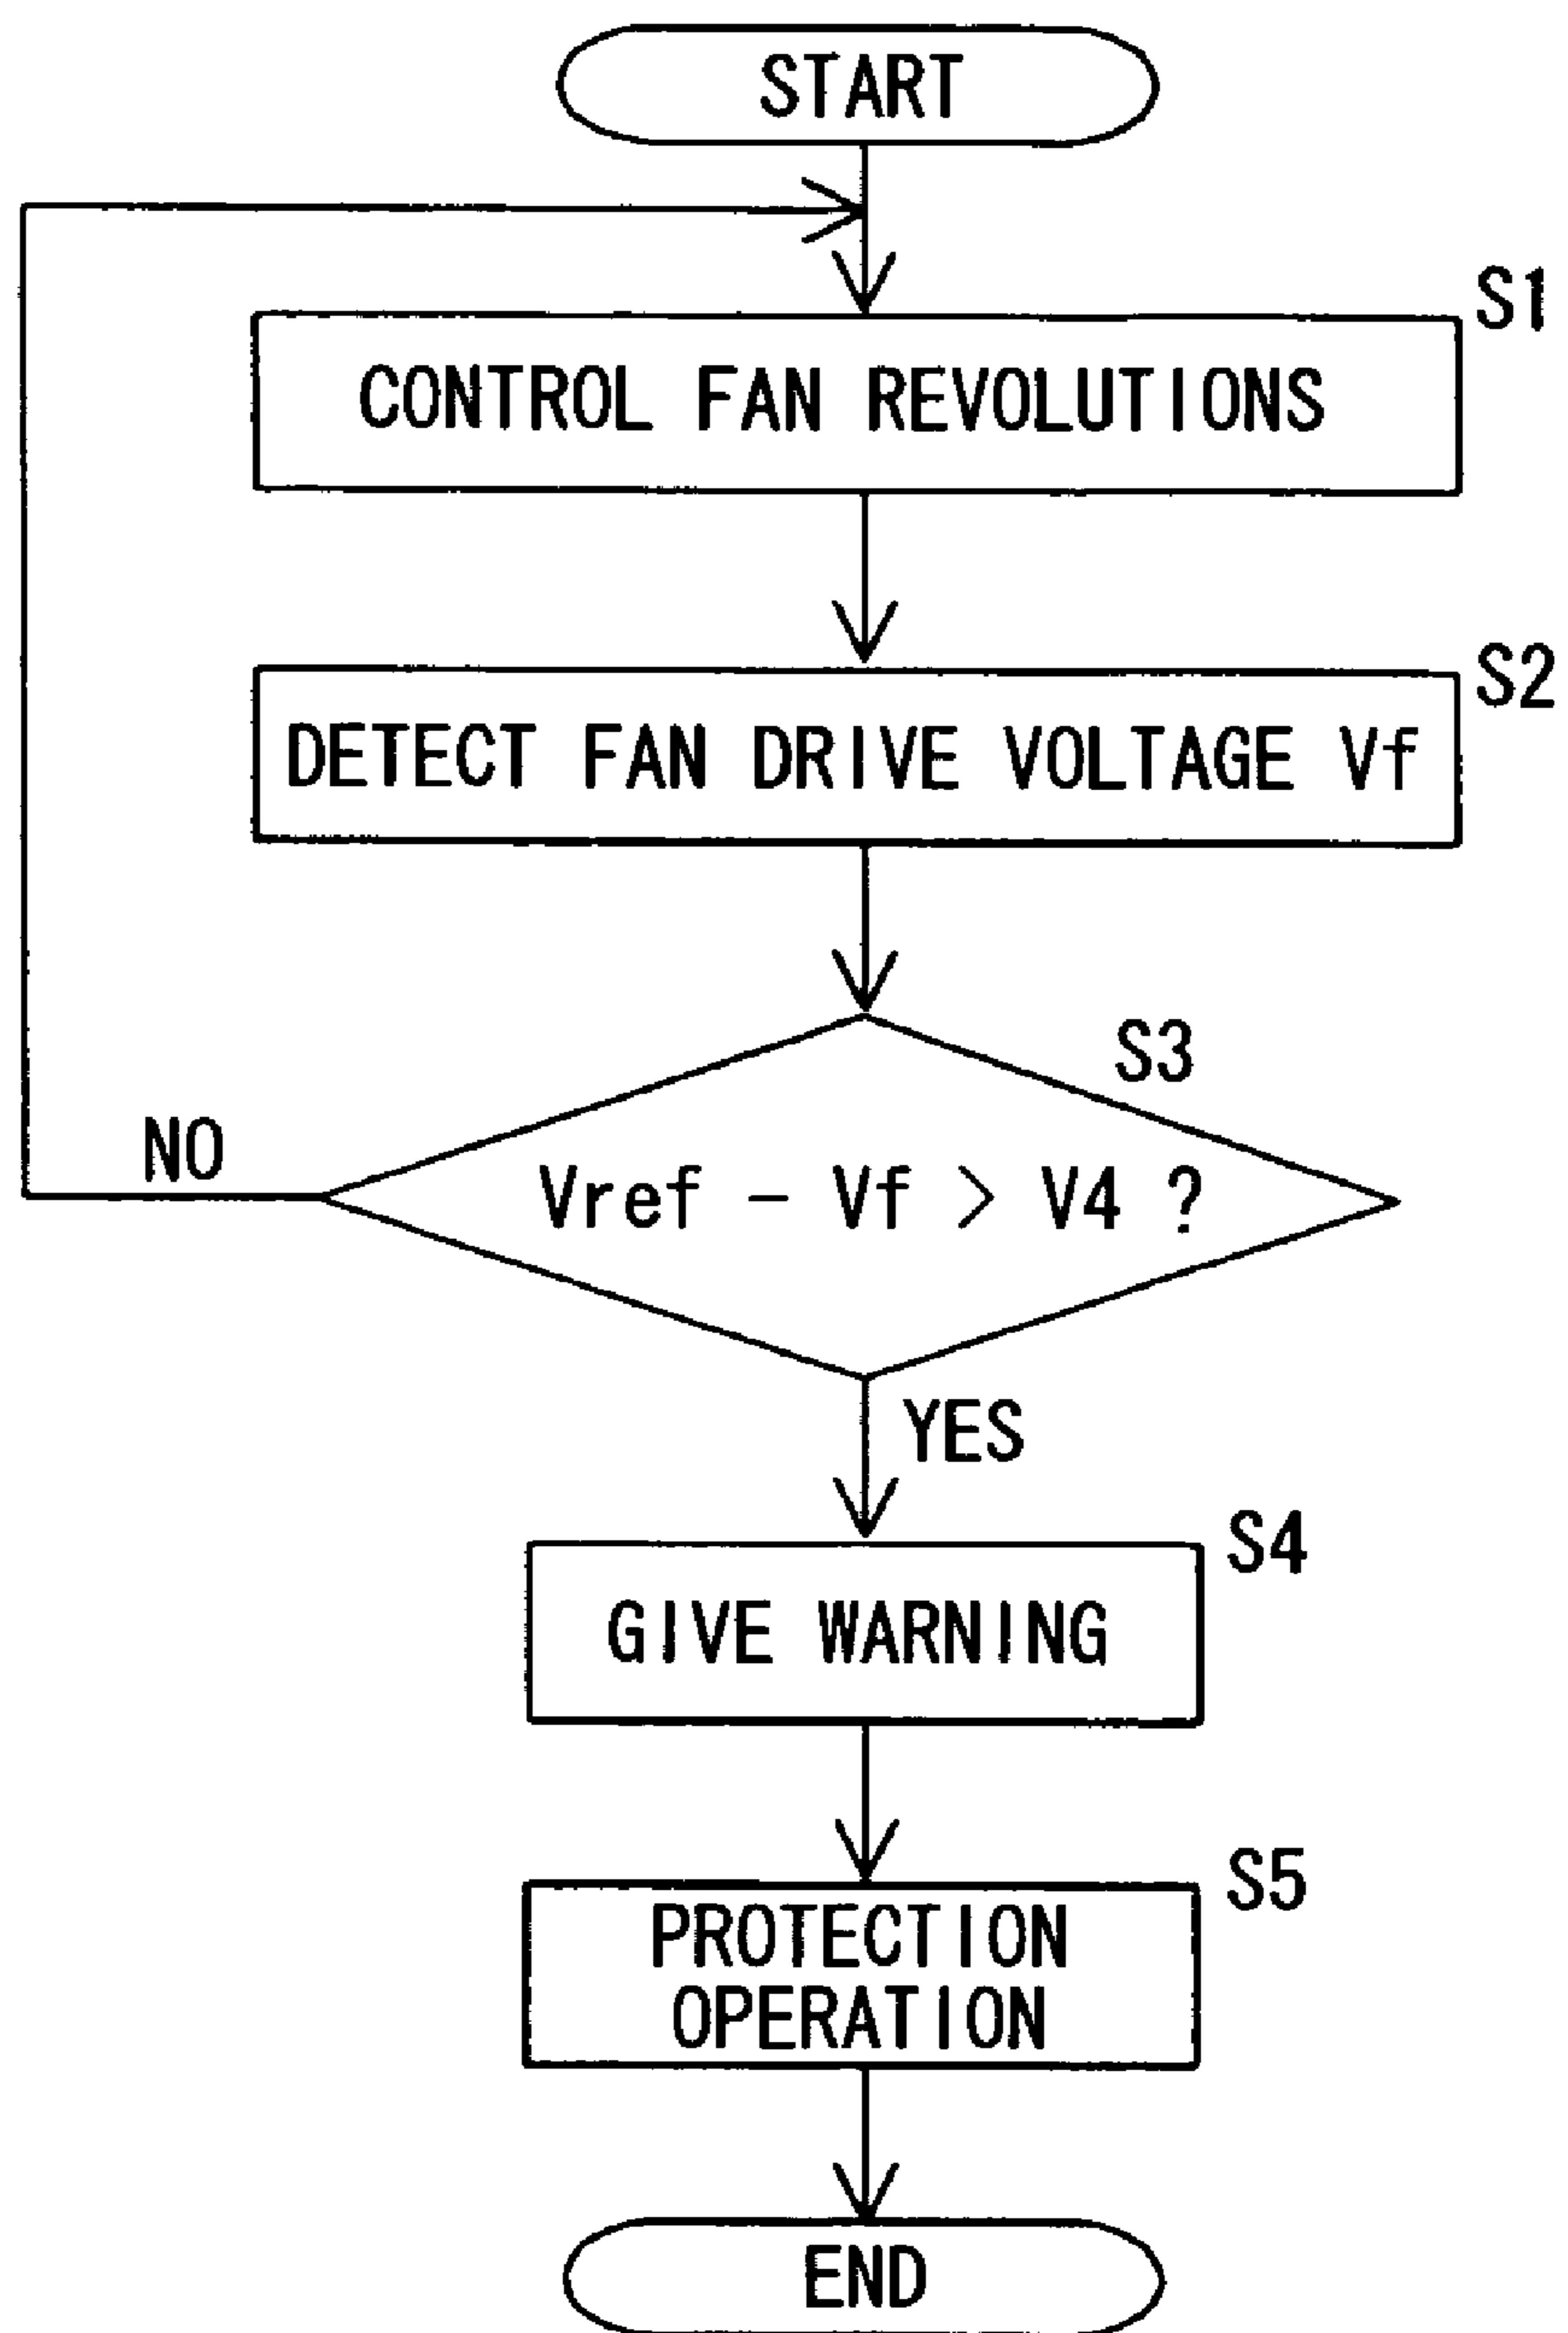 START
S1
CONTROL FAN REVOLUTIONS
S2
DETECT FAN DRIVE VOLTAGE Vf
S3
Vref - Vf > V4 ?
NO
YES
S4
GIVE WARNING
S5
PROTECTION
OPERATION
END